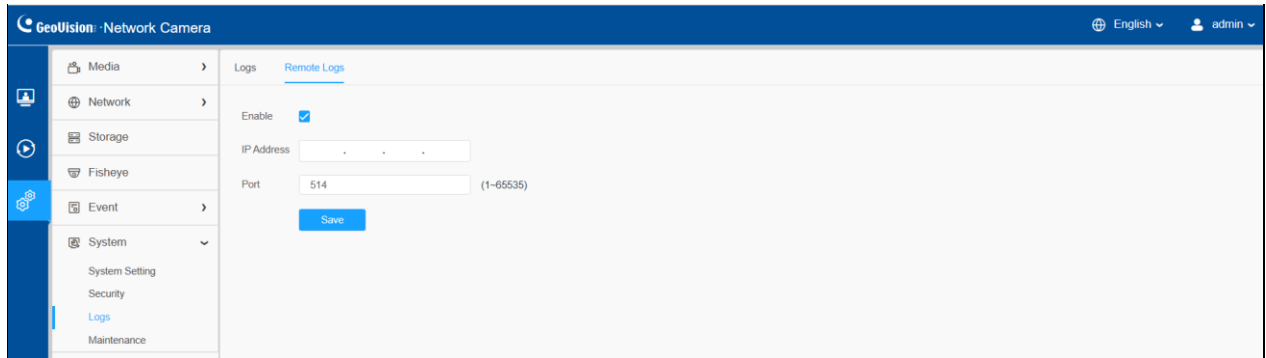 GeoVision Network Camera
English
admin
Media
Network
Storage
Fisheye
Event
System
System Setting
Security
Logs
Maintenance
Logs Remote Logs
Enable
IP Address . . .
Port 514 (1~65535)
Save